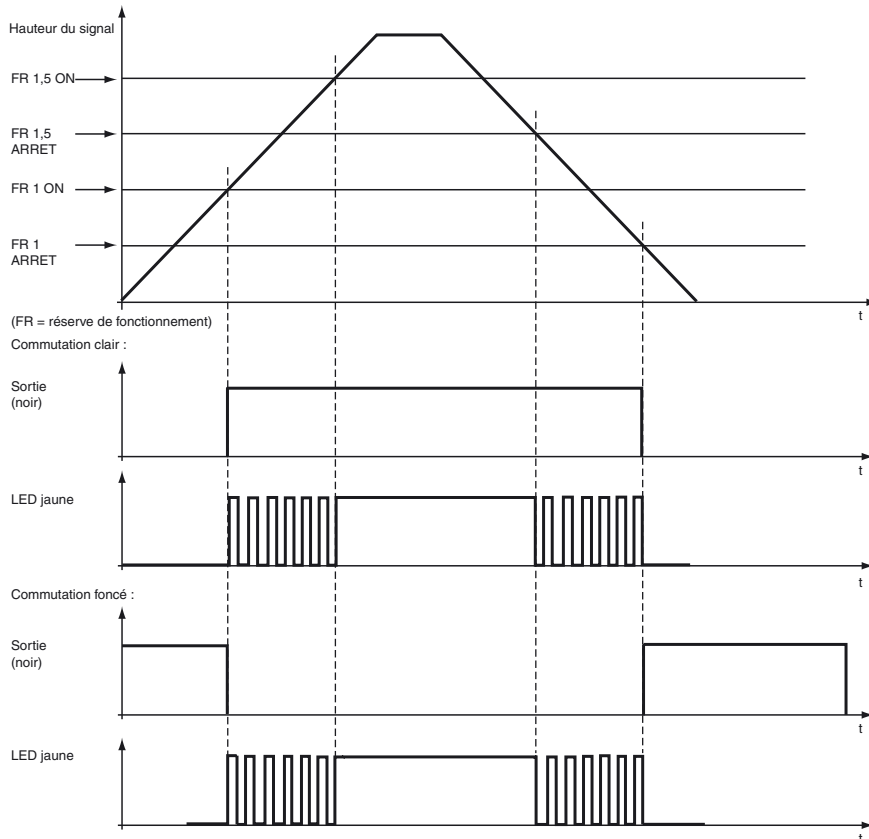 Hauteur du signal
FR 1,5 ON
FR 1,5
ARRET
FR 1 ON
FR 1
ARRET
t
(FR = réserve de fonctionnement)
Commutation clair :
Sortie
(noir)
t
LED jaune
t
Commutation foncé :
Sortie
(noir)
t
LED jaune
t